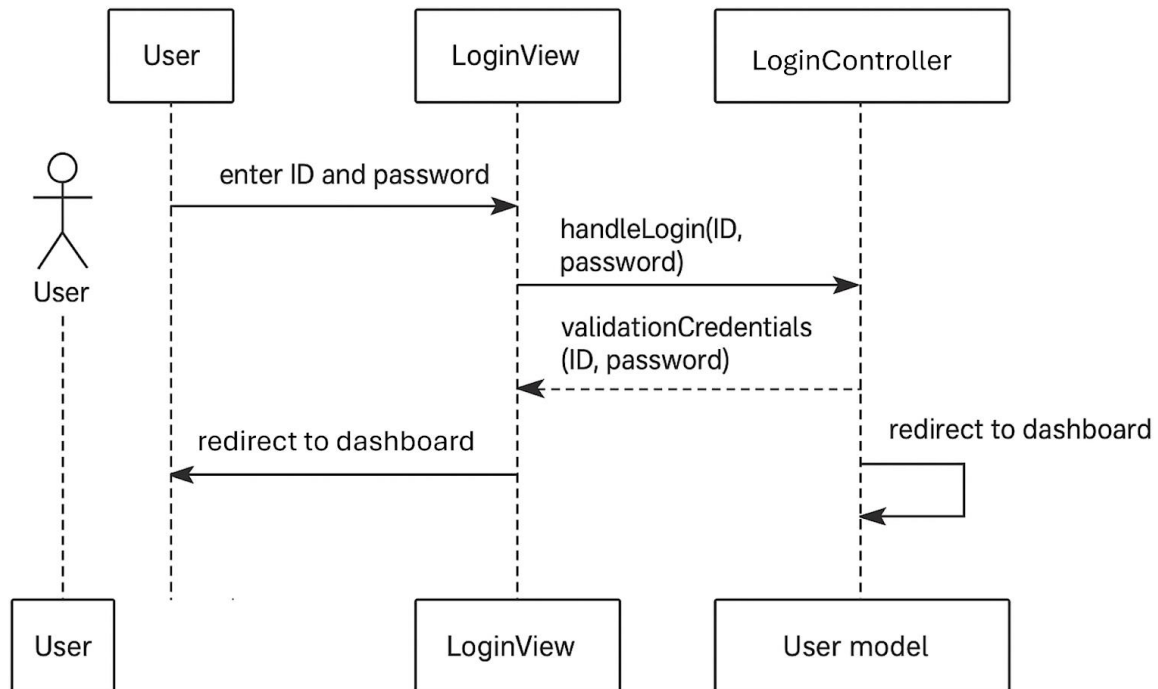 User
LoginView
LoginController
enter ID and password
User
handleLogin(ID,
password)
validationCredentials
(ID, password)
redirect to dashboard
redirect to dashboard
User
LoginView
User model